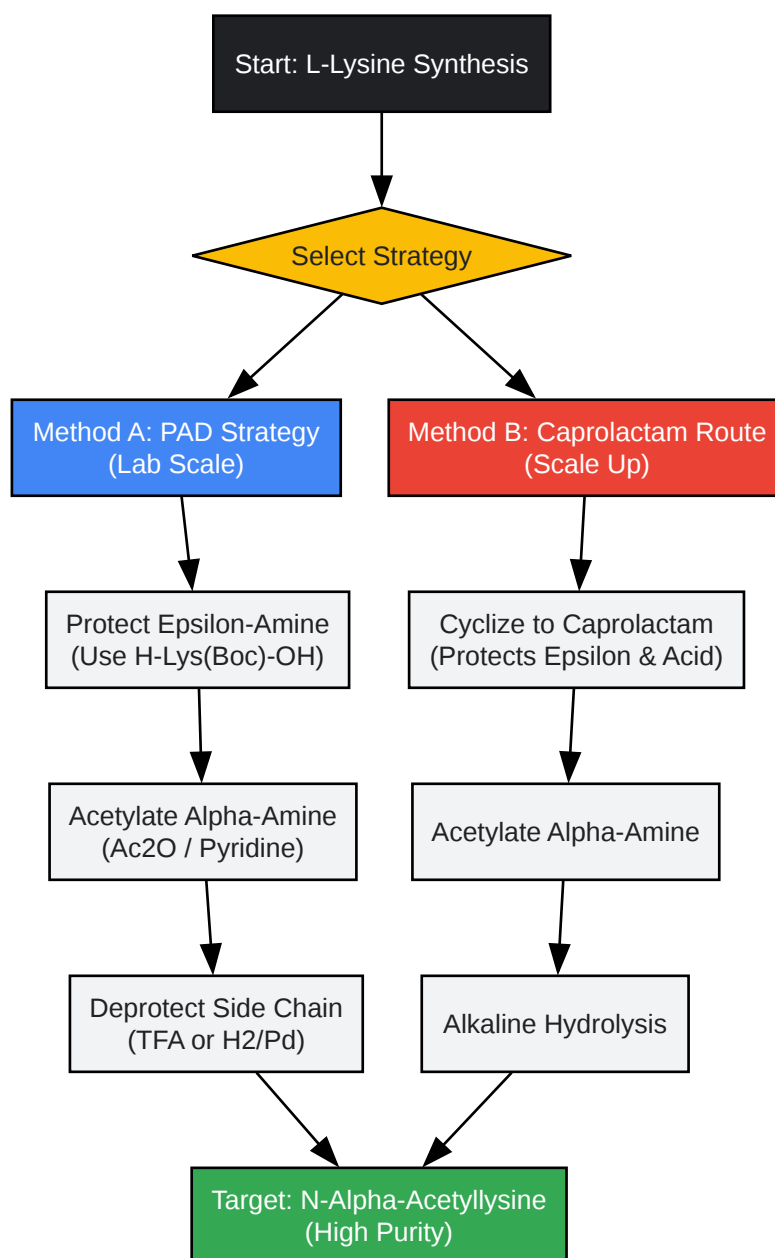 Start: L-Lysine Synthesis
Select Strategy
Method A: PAD Strategy
(Lab Scale)
Method B: Caprolactam Route
(Scale Up)
Protect Epsilon-Amine
(Use H-Lys(Boc)-OH)
Cyclize to Caprolactam
(Protects Epsilon & Acid)
Acetylate Alpha-Amine
(Ac2O / Pyridine)
Acetylate Alpha-Amine
Deprotect Side Chain
(TFA or H2/Pd)
Alkaline Hydrolysis
Target: N-Alpha-Acetyllysine
(High Purity)